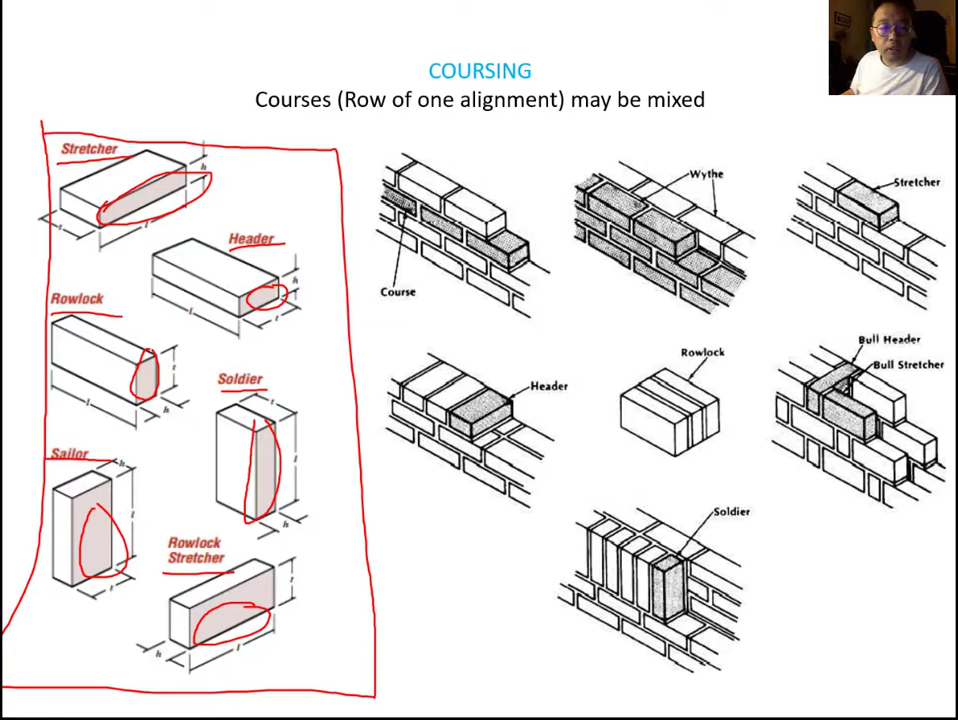 COURSING
Courses (Row of one alignment) may be mixed
Stretcher
h
t
l
Header
h
l
t
Rowlock
t
l
h
Soldier
t
l
h
Sailor
h
l
t
Rowlock
Stretcher
t
h
l
Course
Wythe
Stretcher
Header
Rowlock
Bull Header
Bull Stretcher
Soldier